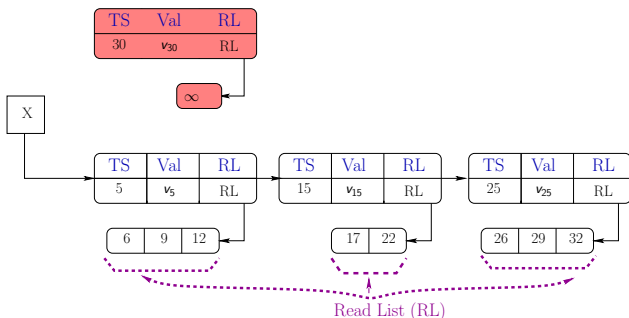 TS Val RL
30 v30 RL
∞
X
TS Val RL TS Val RL TS Val RL
5 v5 RL 15 v15 RL 25 v25 RL
6 9 12 17 22 26 29 32
Read List (RL)